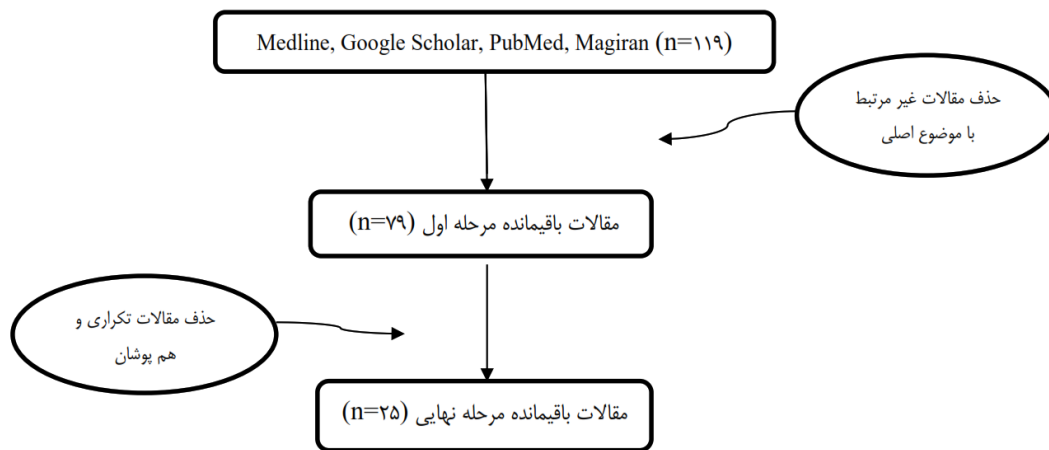 Medline, Google Scholar, PubMed, Magiran (n=۱۱۹)
حذف مقالات غیر مرتبط
با موضوع اصلی
مقالات باقیمانده مرحله اول (n=۷۹)
حذف مقالات تکراری و
هم پوشان
مقالات باقیمانده مرحله نهایی (n=۲۵)